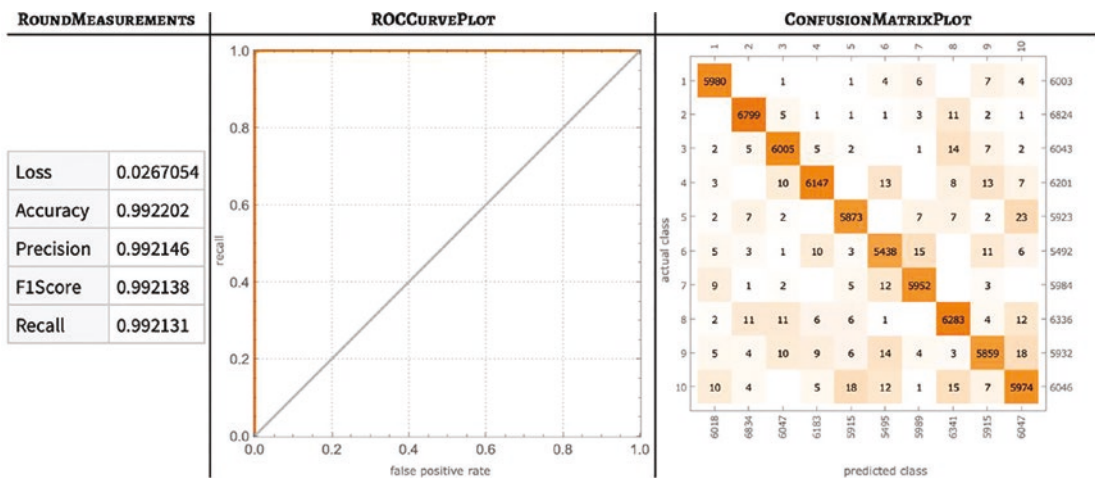 ROUNDMEASUREMENTS
Loss 0.0267054
Accuracy 0.992202
Precision 0.992146
F1Score 0.992138
Recall 0.992131
ROCCURVEPLOT
1.0
0.8
0.6
0.4
0.2
0.0
recall
0.0 0.2 0.4 0.6 0.8 1.0
false positive rate
CONFUSIONMATRIXPLOT
1 2 3 4 5 6 7 8 9 10
actual class
1 5980 1 1 4 6 7 4 6003
2 6799 5 1 1 1 3 11 2 1 6824
3 2 5 6005 5 2 1 14 7 2 6043
4 3 10 6147 13 8 13 7 6201
5 2 7 2 5873 7 7 2 23 5923
6 5 3 1 10 3 5438 15 11 6 5492
7 9 1 2 5 12 5952 3 5984
8 2 11 11 6 6 1 6283 4 12 6336
9 5 4 10 9 6 14 4 3 5859 18 5932
10 10 4 5 18 12 1 15 7 5974 6046
6018 6834 6047 6183 5915 5495 5989 6341 5915 6047
predicted class